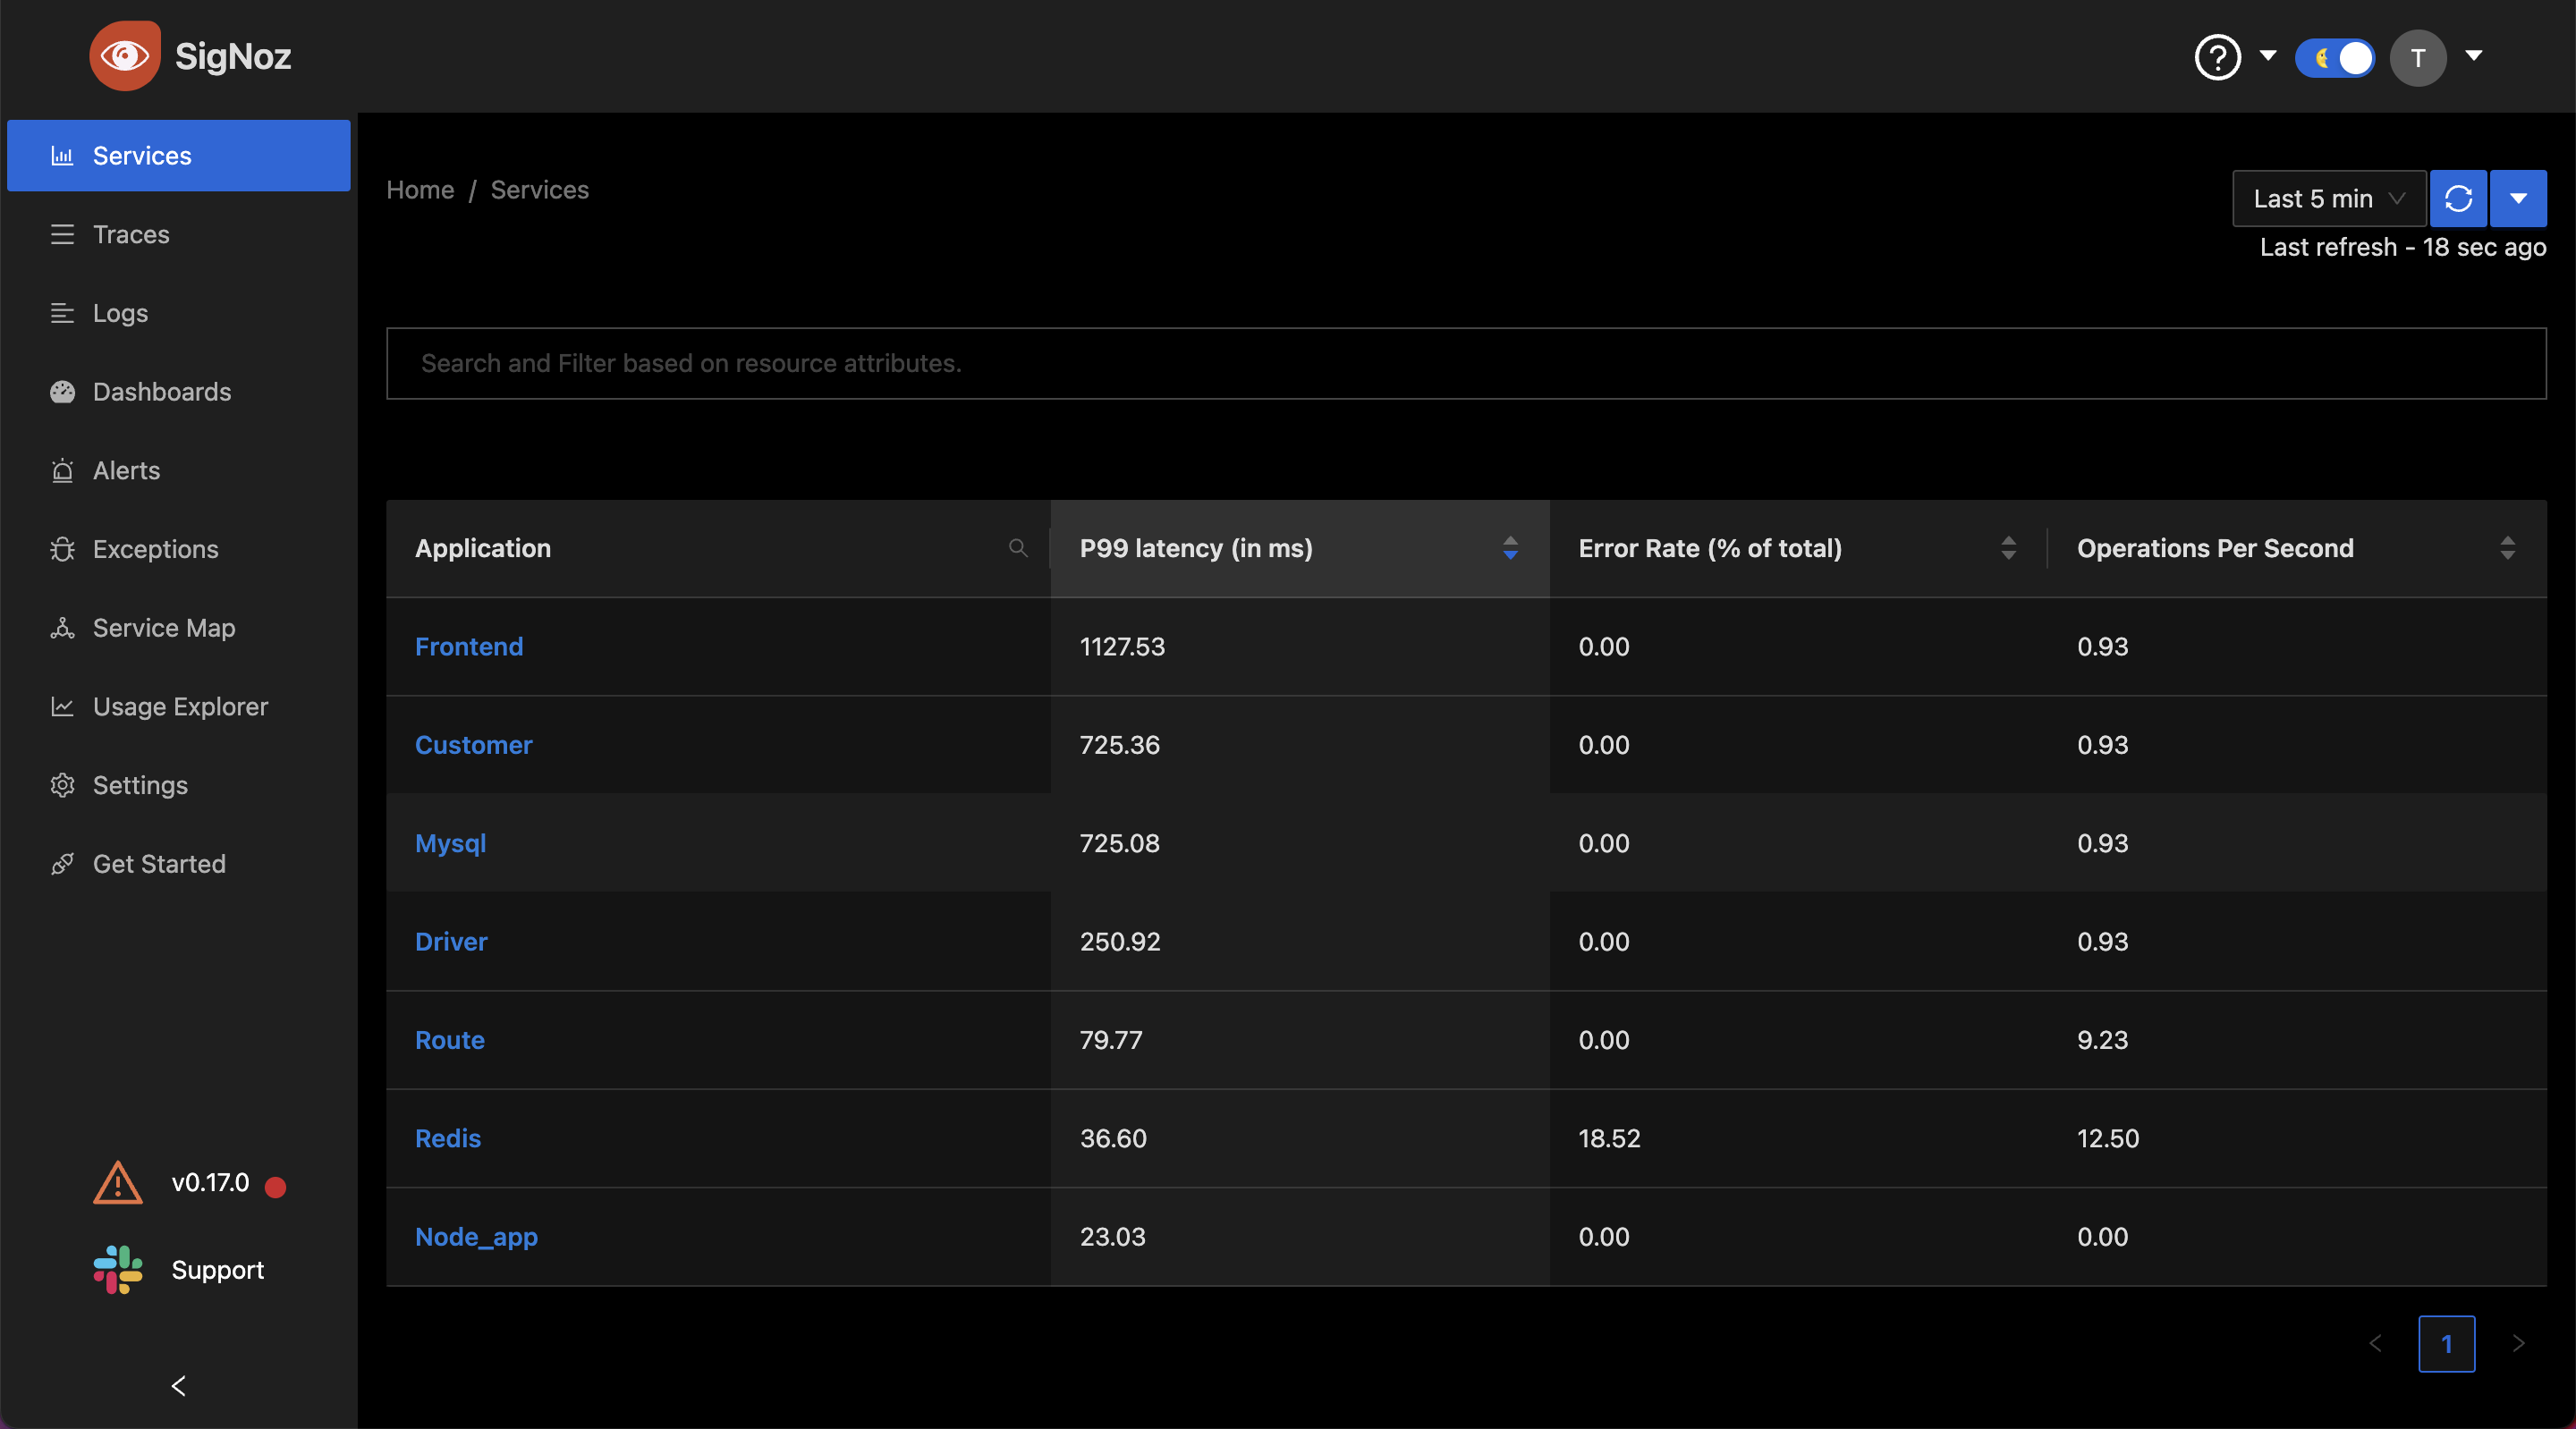 SigNoz
T
Services
Traces
Logs
Dashboards
Alerts
Exceptions
Service Map
Usage Explorer
Settings
Get Started
v0.17.0
Support
Home / Services
Last 5 min
Last refresh - 18 sec ago
Search and Filter based on resource attributes.
Application P99 latency (in ms) Error Rate (% of total) Operations Per Second
Frontend 1127.53 0.00 0.93
Customer 725.36 0.00 0.93
Mysql 725.08 0.00 0.93
Driver 250.92 0.00 0.93
Route 79.77 0.00 9.23
Redis 36.60 18.52 12.50
Node_app 23.03 0.00 0.00
1